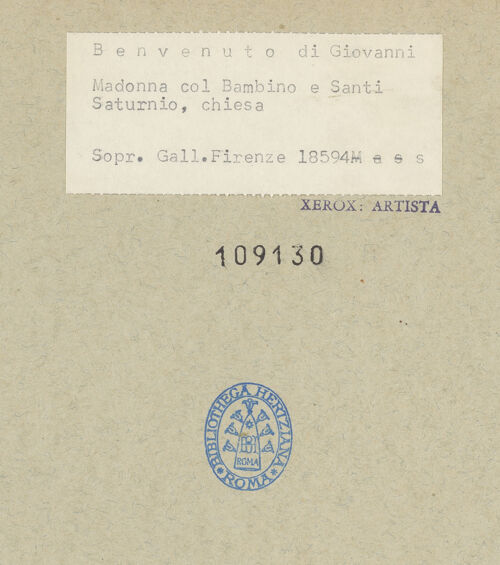 Benvenuto di Giovanni
Madonna col Bambino e Santi
Saturnio, chiesa
Sopr. Gall.Firenze 18594M a s s
XEROX: ARTISTA
109130
BIBLIOTHECA HERTZIANA
ROMA
ROMA